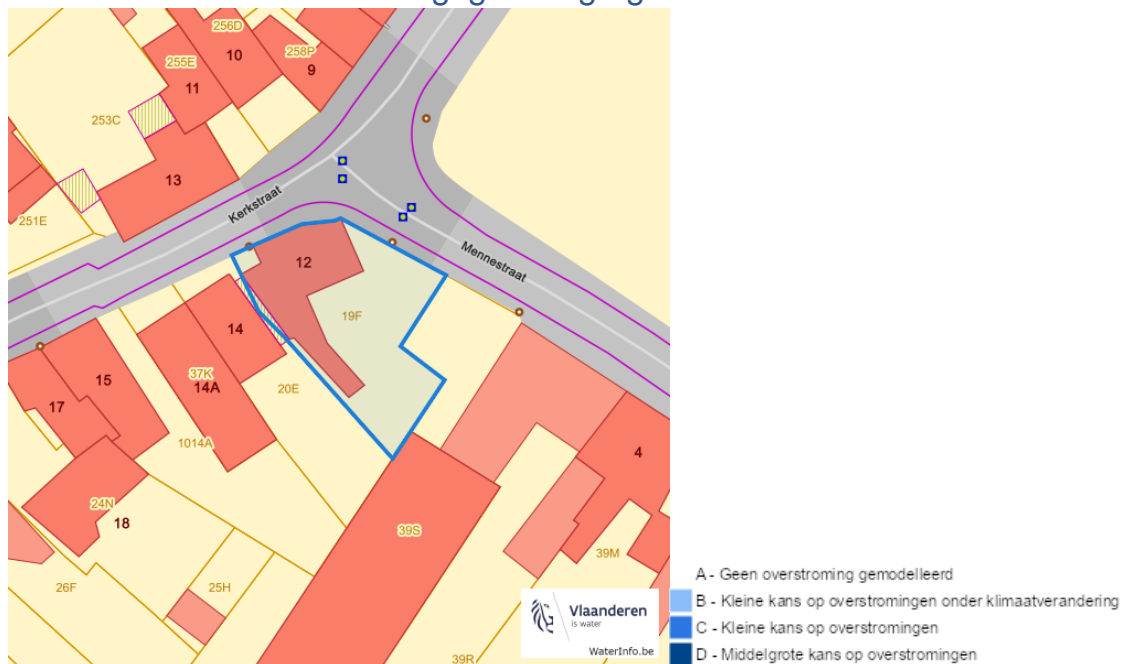 256D
10
258P
9
255E
11
253C
13
251E
Kerkstraat
Mennestraat
12
19F
14
37K
14A
20E
15
17
1014A
4
24N
18
39S
39M
26F
25H
39R
Vlaanderen
is water
WaterInfo.be
A - Geen overstroming gemodelleerd
B - Kleine kans op overstromingen onder klimaatverandering
C - Kleine kans op overstromingen
D - Middelgrote kans op overstromingen